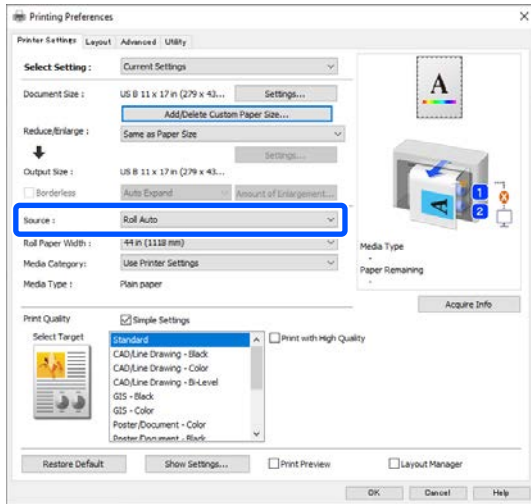 Printing Preferences
Printer Settings Layout Advanced Utility
Select Setting : Current Settings
Document Size : US B 11 x 17 in (279 x 43... Settings...
Add/Delete Custom Paper Size...
Reduce/Enlarge : Same as Paper Size
Settings...
Output Size : US B 11 x 17 in (279 x 43...
Borderless Auto Expand Amount of Enlargement...
Source : Roll Auto
Roll Paper Width : 44 in (1118 mm)
Media Category: Use Printer Settings
Media Type : Plain paper
A
A
1
2
Media Type
-
Paper Remaining
-
Acquire Info
Print Quality Simple Settings
Select Target
Standard
CAD/Line Drawing - Black
CAD/Line Drawing - Color
CAD/Line Drawing - Bi-Level
GIS - Black
GIS - Color
Poster/Document - Color
Poster/Document - Black
Print with High Quality
Restore Default Show Settings... Print Preview Layout Manager
OK Cancel Help